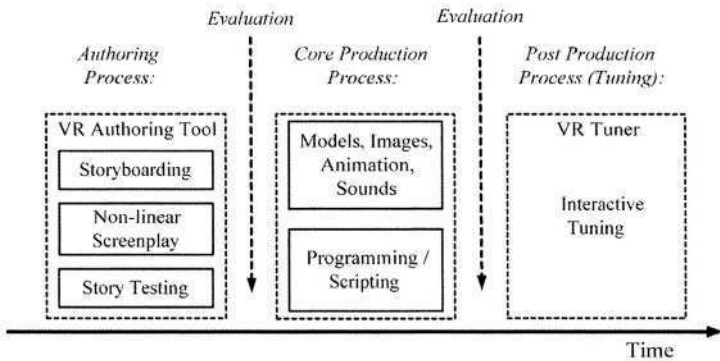 Evaluation
Evaluation
Authoring
Process:
Core Production
Process:
Post Production
Process (Tuning):
VR Authoring Tool
Storyboarding
Non-linear
Screenplay
Story Testing
Models, Images,
Animation,
Sounds
Programming /
Scripting
VR Tuner
Interactive
Tuning
Time